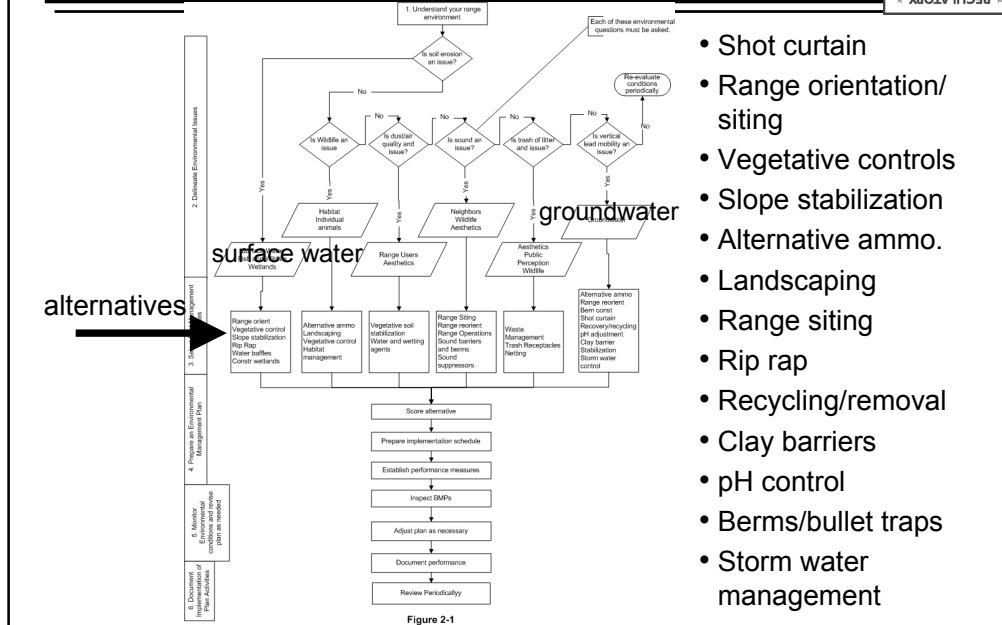 REGULATORY
1. Understand your range
environment
Each of these environmental
questions must be asked.
Is soil erosion
an issue?
Re-evaluate
conditions
periodically
No
No
No
No
No
No
Is Wildlife an
issue
Is dust/air
quality and
issue?
Is sound an
issue?
Is trash of litter
and issue?
Is vertical
lead mobility an
issue?
Yes
Yes
Yes
Yes
Yes
Yes
2. Delineate Environmental Issues
Habitat
Individual
animals
Neighbors
Wildlife
Aesthetics
groundwater
Groundwater
surface water
Wetlands
Range Users
Aesthetics
Aesthetics
Public
Perception
Wildlife
alternatives
3.
Management
Range orient
Vegetative control
Slope stabilization
Rip Rap
Water baffles
Constr wetlands
Alternative ammo
Landscaping
Vegetative control
Habitat
management
Vegetative soil
stabilization
Water and wetting
agents
Range Siting
Range reorient
Range Operations
Sound barriers
and berms
Sound
suppressors
Waste
Management
Trash Receptacles
Netting
Alternative ammo
Range reorient
Bern const
Shot curtain
Recovery/recycling
pH adjustment
Clay barrier
Stabilization
Storm water
control
4. Prepare an Environmental
Management Plan
Score alternative
Prepare implementation schedule
Establish performance measures
5. Monitor
Environmental
conditions and revise
plan as needed
Inspect BMPs
Adjust plan as necessary
6. Document
Implementation of
Plan Activities
Document performance
Review Periodicallyy
Figure 2-1
• Shot curtain
• Range orientation/
siting
• Vegetative controls
• Slope stabilization
• Alternative ammo.
• Landscaping
• Range siting
• Rip rap
• Recycling/removal
• Clay barriers
• pH control
• Berms/bullet traps
• Storm water
management